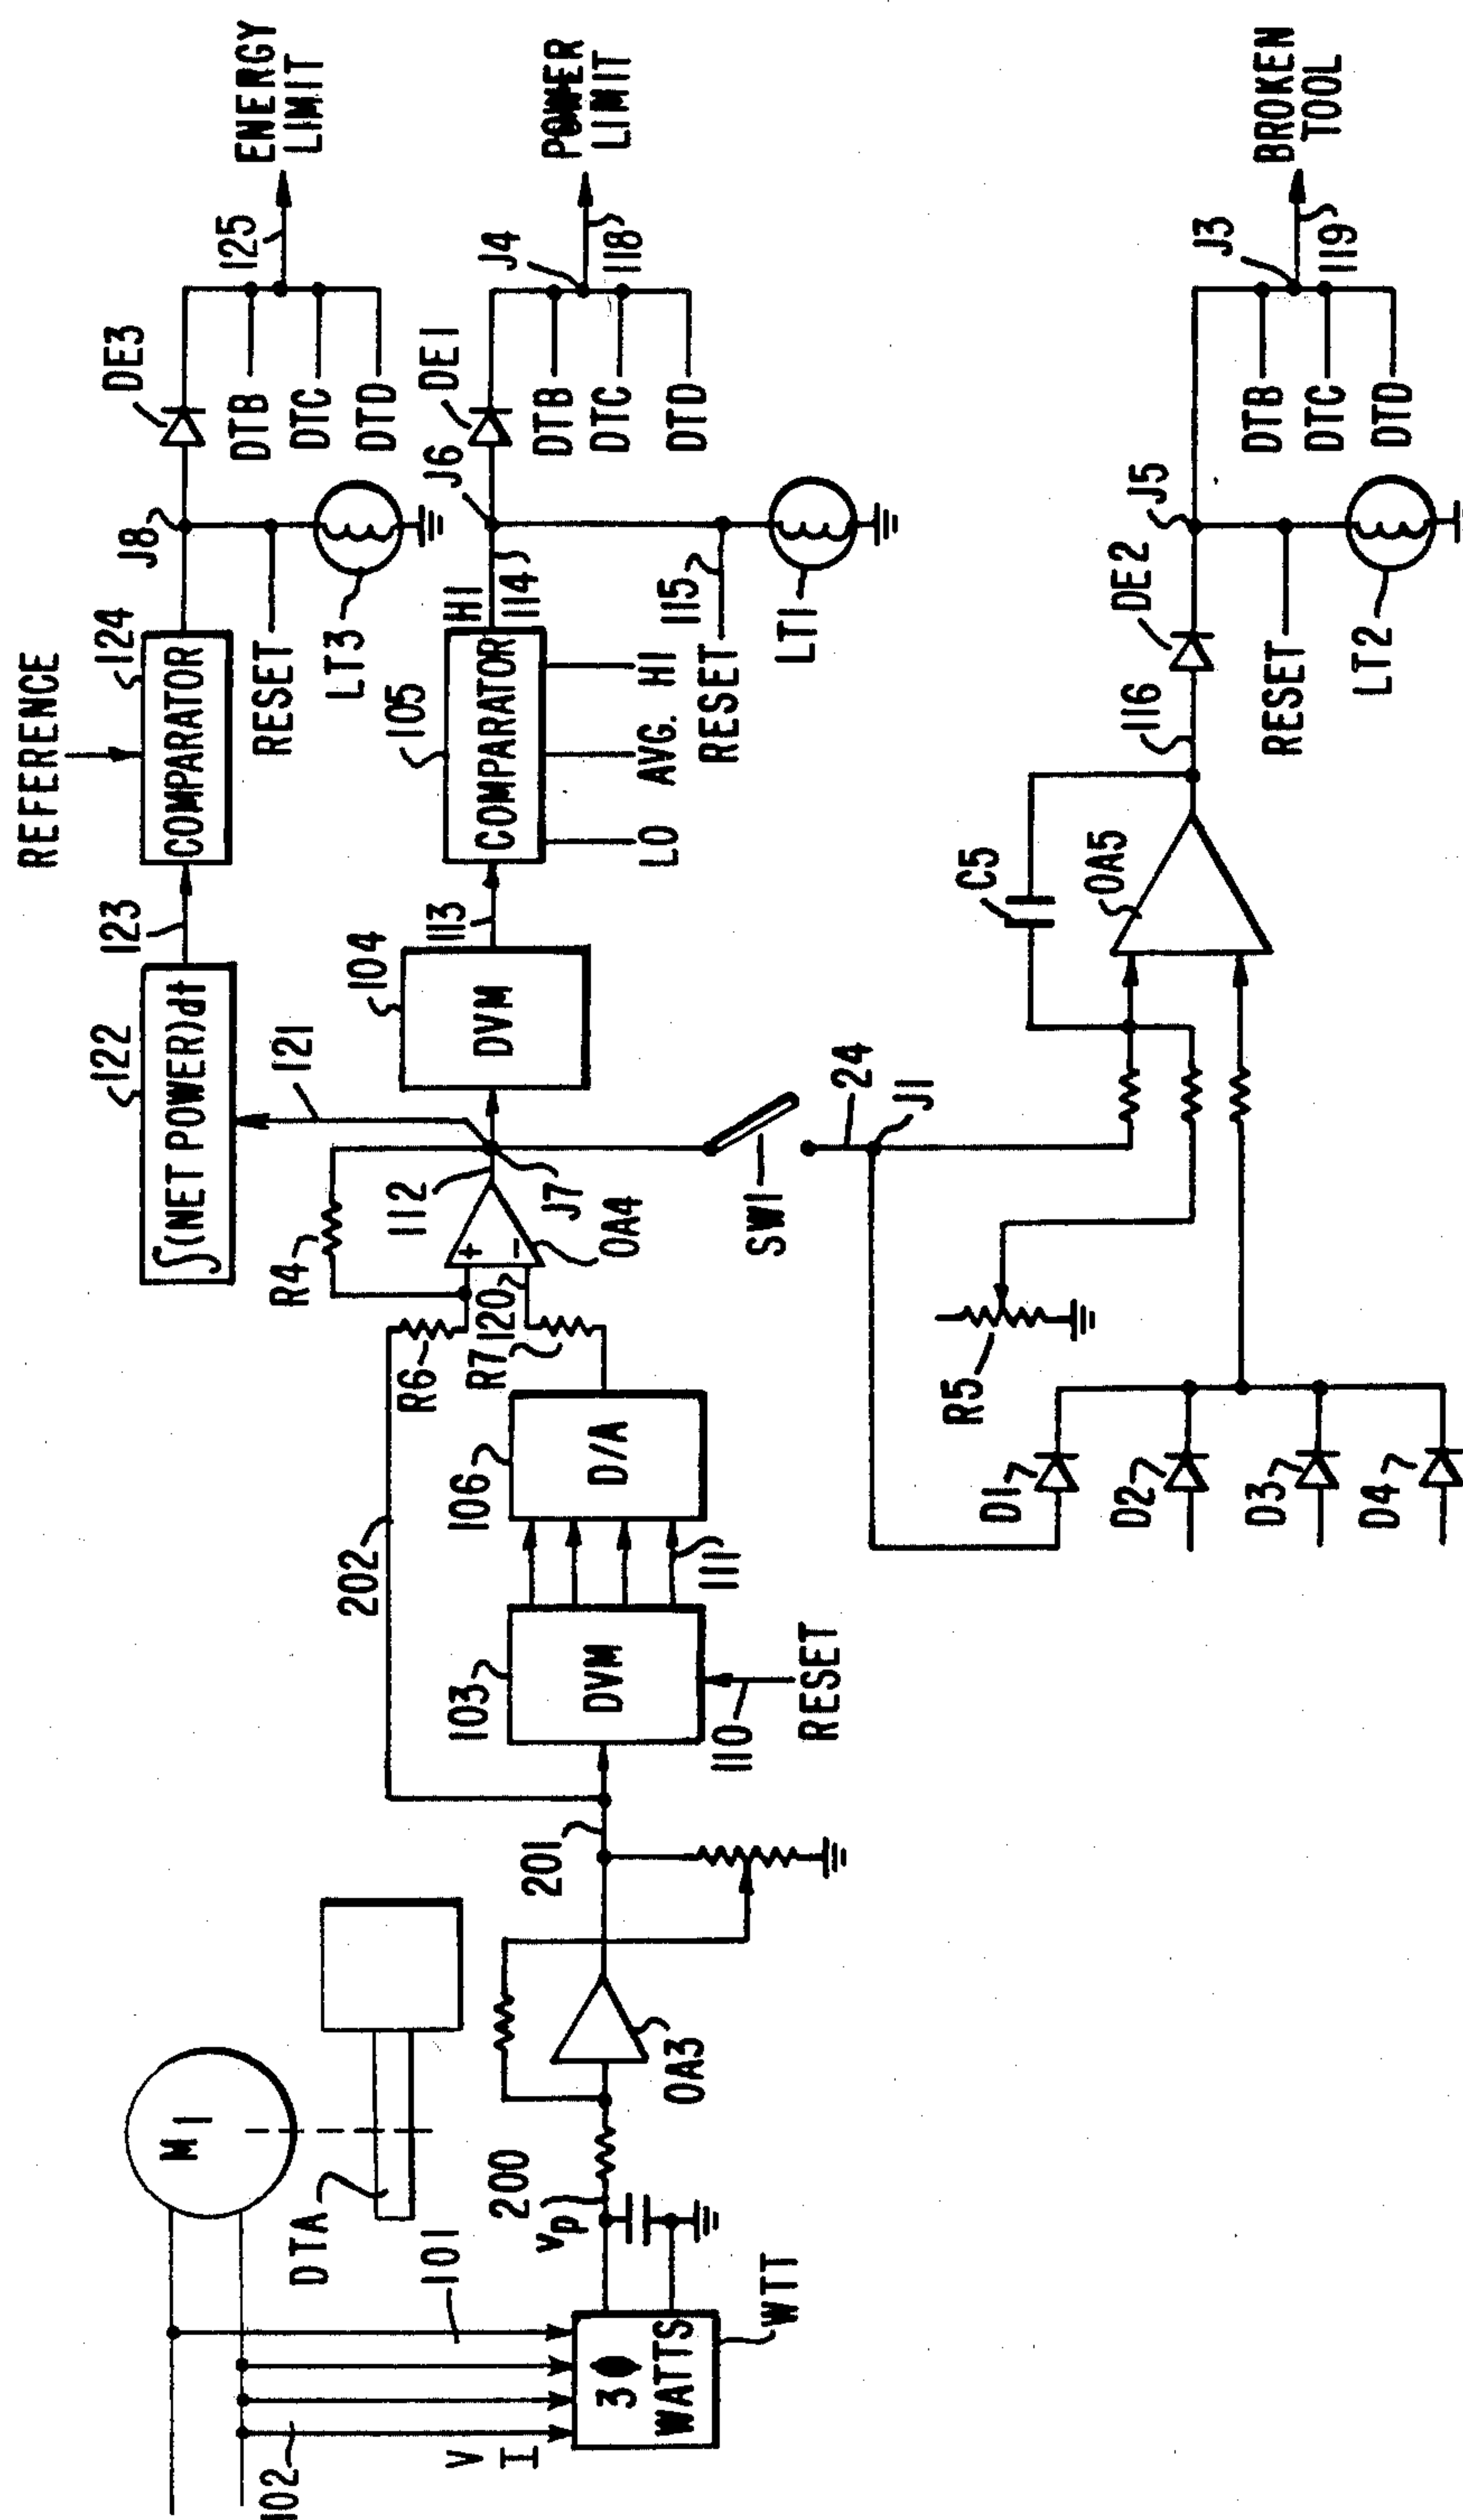 REFERENCE
ENERGY
LIMIT
122
123
124
J8
DE3
125
∫(NET POWER)dt
COMPARATOR
DTB
DTC
DTD
RESET
LT3
121
R4
112
J7
OA4
+
-
104
DVM
113
105
COMPARATOR
HI
114
J6
DE1
J4
POWER
LIMIT
118
DTB
DTC
DTD
LO
AVG.
HI
RESET
115
LT1
M1
DTA
101
102
V
I
3Φ
WATTS
WTT
Vp
200
OA3
201
202
103
DVM
110
RESET
111
106
D/A
R6
R7
120
SW1
24
J1
C5
OA5
116
DE2
J5
J3
BROKEN
TOOL
119
DTB
DTC
DTD
RESET
LT2
R5
D1
D2
D3
D4